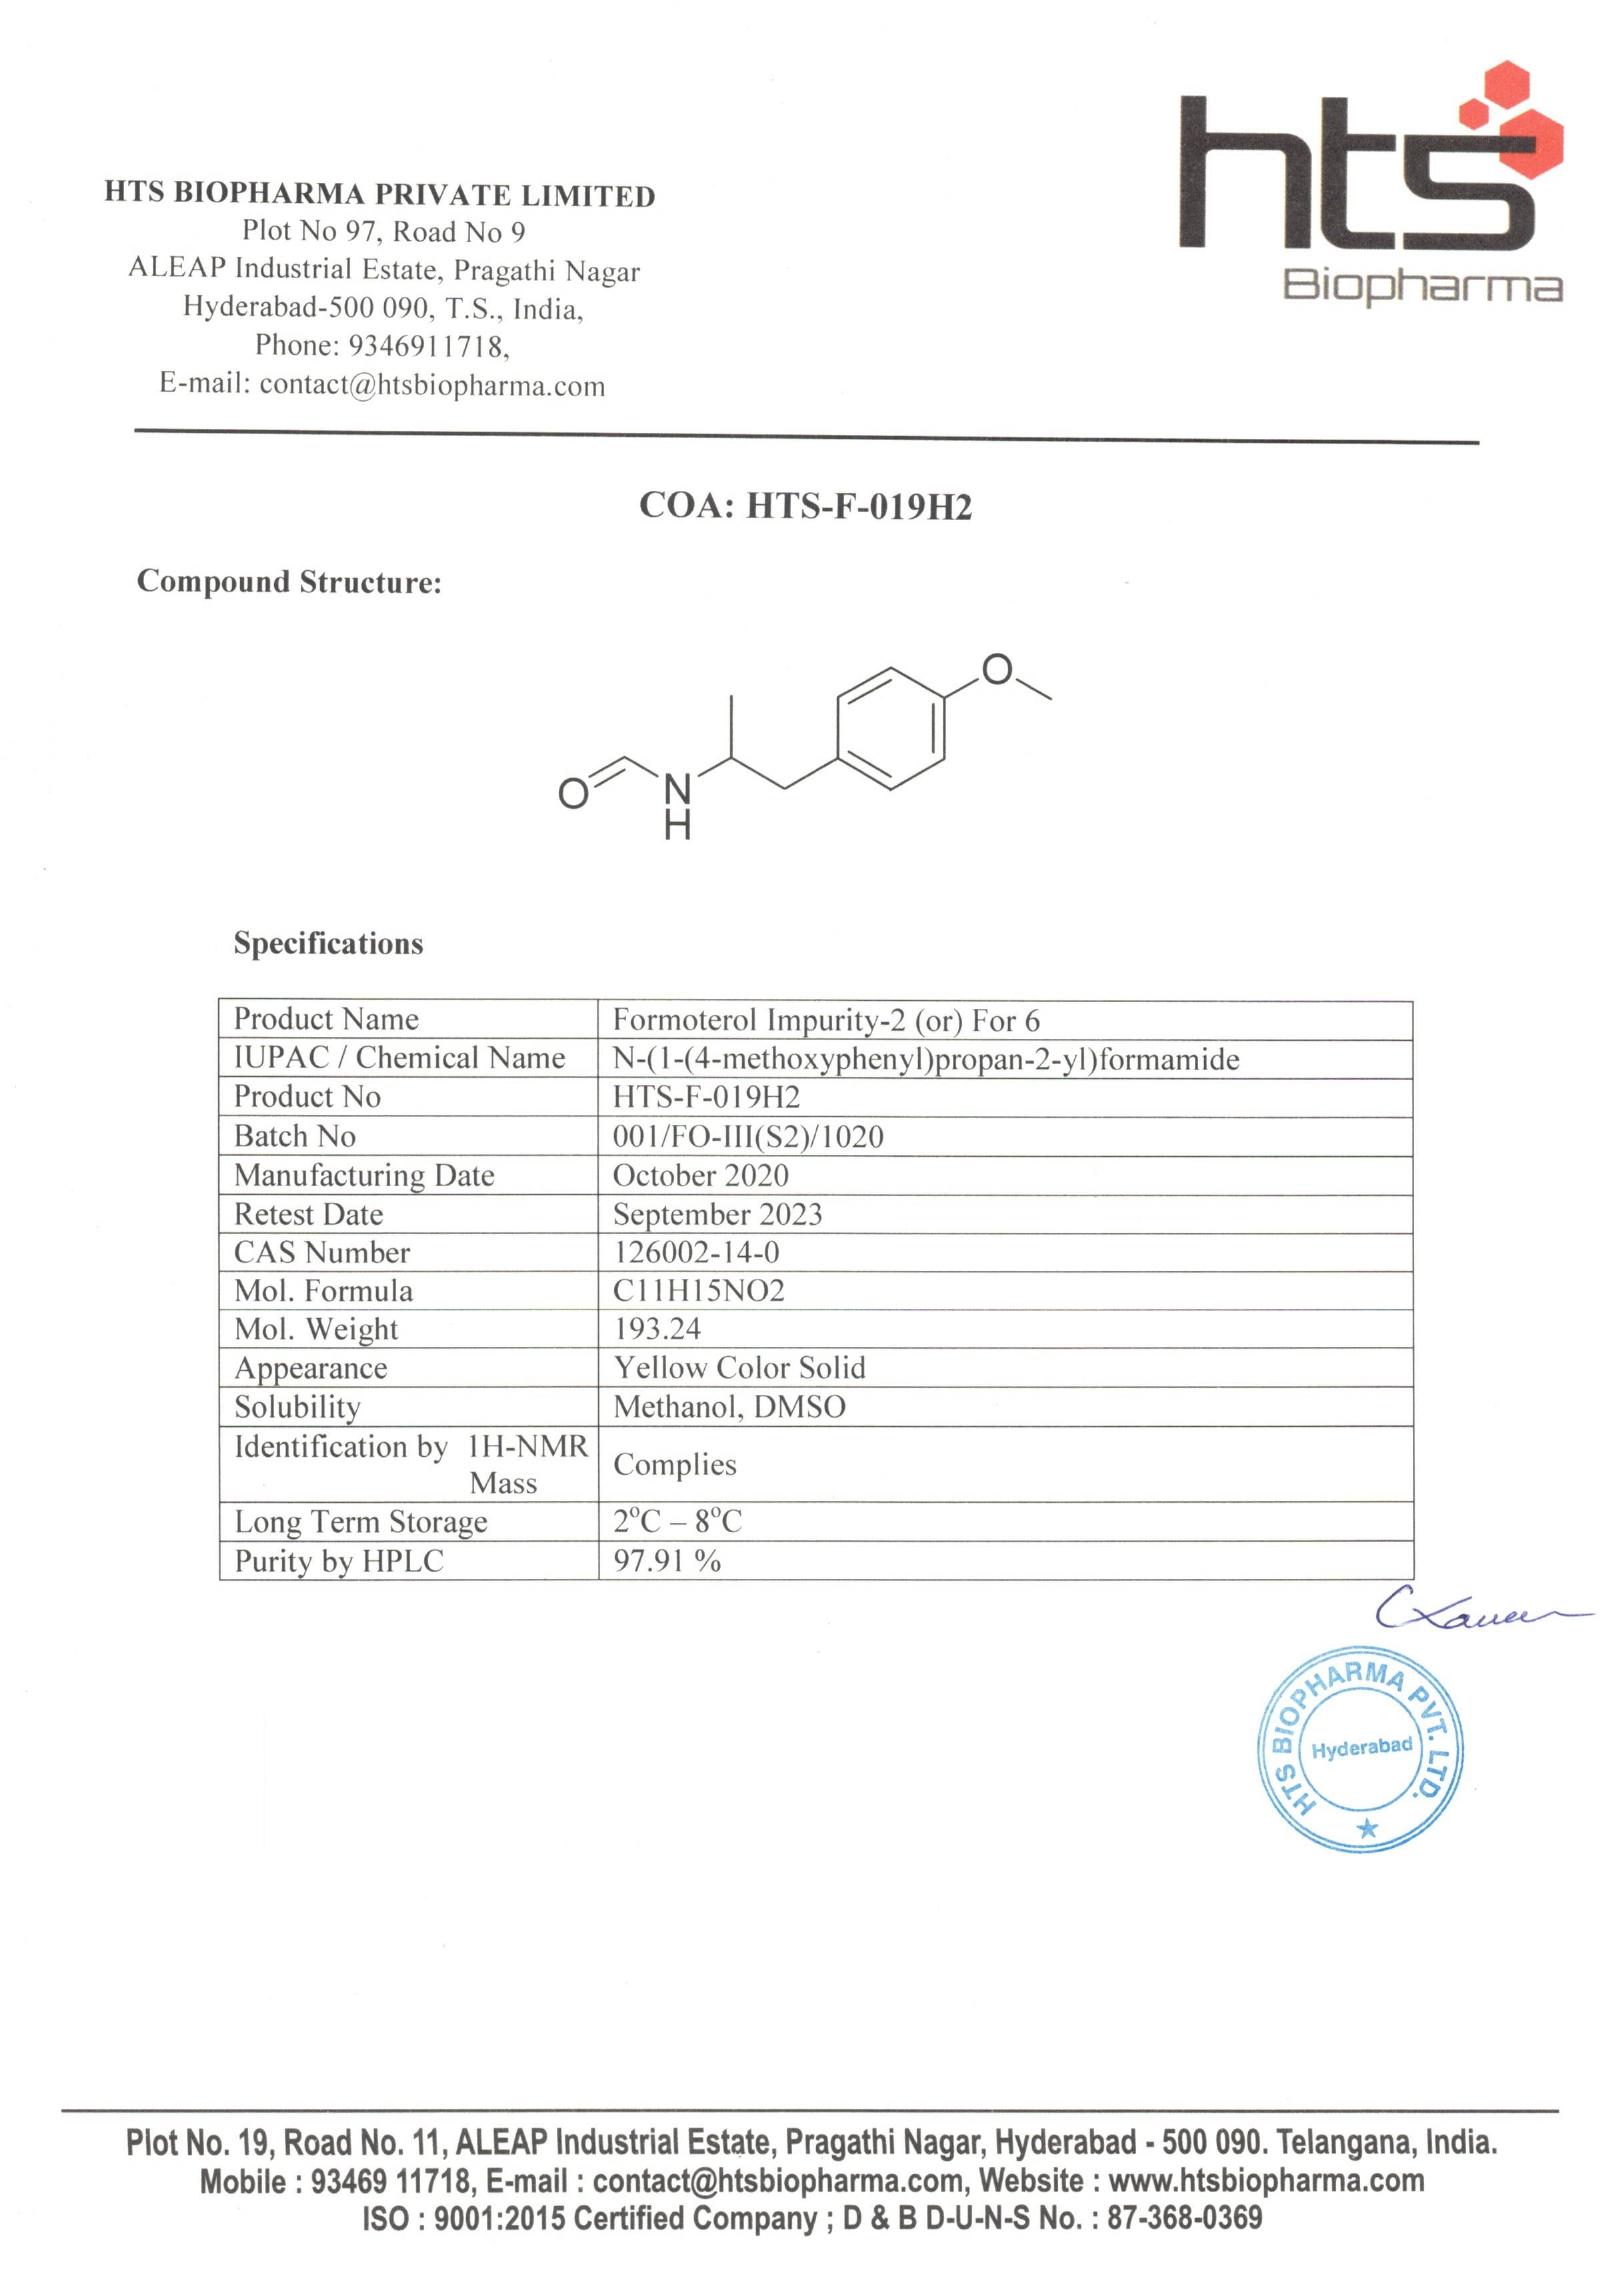 hts
Biopharma
HTS BIOPHARMA PRIVATE LIMITED
Plot No 97, Road No 9
ALEAP Industrial Estate, Pragathi Nagar
Hyderabad-500 090, T.S., India,
Phone: 9346911718,
E-mail: contact@htsbiopharma.com
COA: HTS-F-019H2
Compound Structure:
O
O
N
H
Specifications
Product Name Formoterol Impurity-2 (or) For 6
IUPAC / Chemical Name N-(1-(4-methoxyphenyl)propan-2-yl)formamide
Product No HTS-F-019H2
Batch No 001/FO-III(S2)/1020
Manufacturing Date October 2020
Retest Date September 2023
CAS Number 126002-14-0
Mol. Formula C11H15NO2
Mol. Weight 193.24
Appearance Yellow Color Solid
Solubility Methanol, DMSO
Identification by 1H-NMR
Mass
Complies
Long Term Storage 2°C – 8°C
Purity by HPLC 97.91 %
HTS BIOPHARMA PVT. LTD.
Hyderabad
Plot No. 19, Road No. 11, ALEAP Industrial Estate, Pragathi Nagar, Hyderabad - 500 090. Telangana, India.
Mobile : 93469 11718, E-mail : contact@htsbiopharma.com, Website : www.htsbiopharma.com
ISO : 9001:2015 Certified Company ; D & B D-U-N-S No. : 87-368-0369